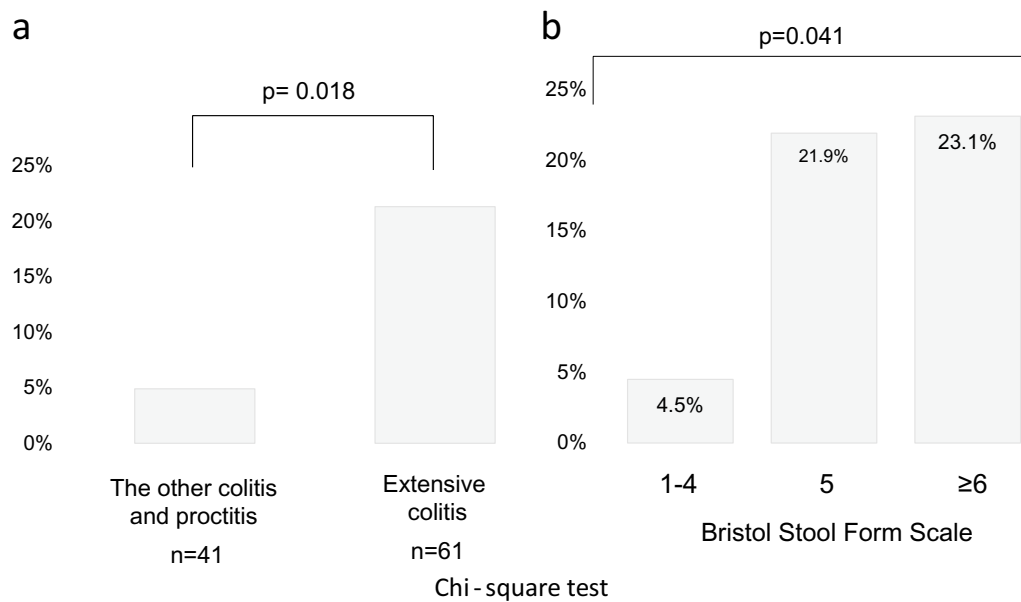 a
p= 0.018
25%
20%
15%
10%
5%
0%
The other colitis
and proctitis
n=41
Extensive
colitis
n=61
b
p=0.041
25%
20%
15%
10%
5%
0%
4.5%
21.9%
23.1%
1-4
5
≥6
Bristol Stool Form Scale
Chi-square test